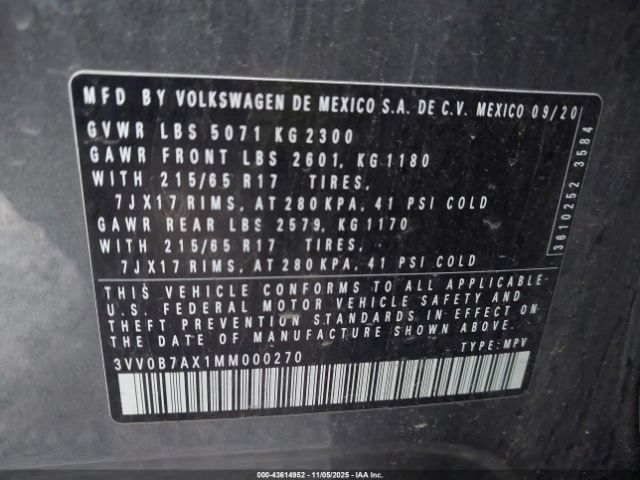 MFD BY VOLKSWAGEN DE MEXICO S.A. DE C.V. MEXICO 09/20
GVWR LBS 5071 KG 2300
GAWR FRONT LBS 2601, KG 1180
WITH 215/65 R17 TIRES,
7JX17 RIMS, AT 280 KPA, 41 PSI COLD
GAWR REAR LBS 2579, KG 1170
WITH 215/65 R17 TIRES,
7JX17 RIMS, AT 280 KPA, 41 PSI COLD
THIS VEHICLE CONFORMS TO ALL APPLICABLE
U.S. FEDERAL MOTOR VEHICLE SAFETY AND
THEFT PREVENTION STANDARDS IN EFFECT ON
THE DATE OF MANUFACTURE SHOWN ABOVE.
3VV0B7AX1MM000270 TYPE: MPV
3610252 3584
000-43614952 - 11/05/2025 - IAA Inc.